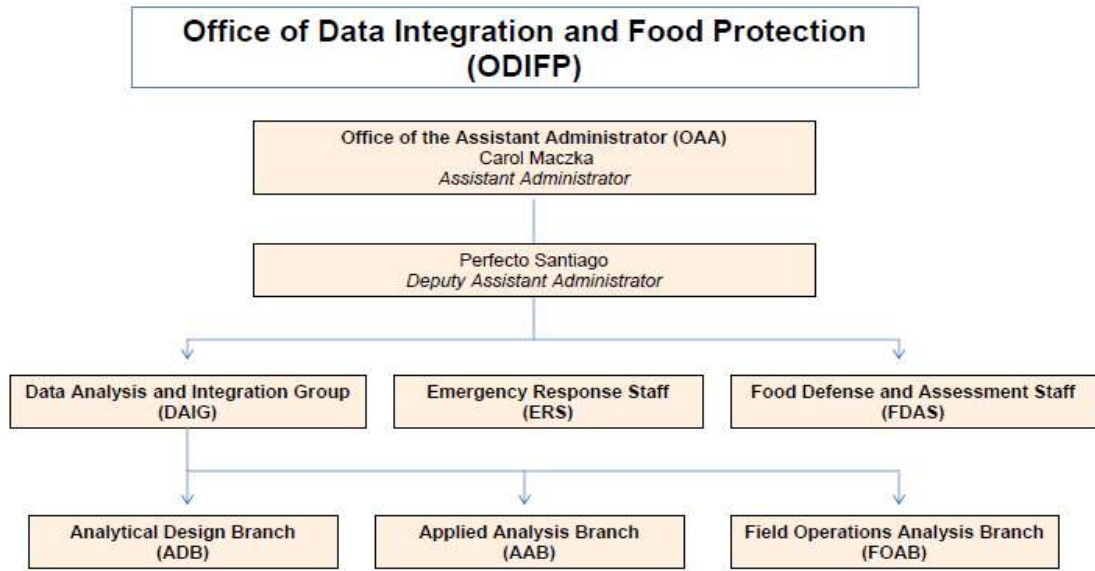 Office of Data Integration and Food Protection
(ODIFP)
Office of the Assistant Administrator (OAA)
Carol Maczka
Assistant Administrator
Perfecto Santiago
Deputy Assistant Administrator
Data Analysis and Integration Group
(DAIG)
Emergency Response Staff
(ERS)
Food Defense and Assessment Staff
(FDAS)
Analytical Design Branch
(ADB)
Applied Analysis Branch
(AAB)
Field Operations Analysis Branch
(FOAB)